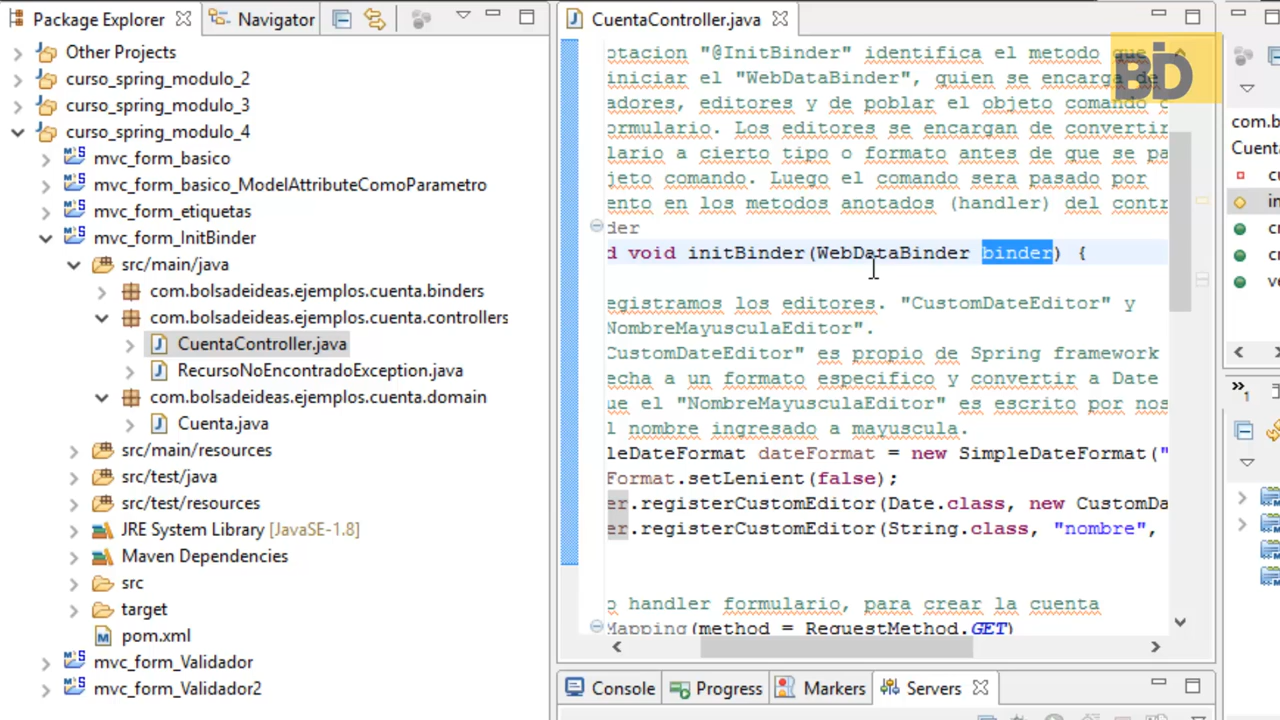 Package Explorer
Navigator
Other Projects
curso_spring_modulo_2
curso_spring_modulo_3
curso_spring_modulo_4
mvc_form_basico
mvc_form_basico_ModelAttributeComoParametro
mvc_form_etiquetas
mvc_form_InitBinder
src/main/java
com.bolsadeideas.ejemplos.cuenta.binders
com.bolsadeideas.ejemplos.cuenta.controllers
CuentaController.java
RecursoNoEncontradoException.java
com.bolsadeideas.ejemplos.cuenta.domain
Cuenta.java
src/main/resources
src/test/java
src/test/resources
JRE System Library [JavaSE-1.8]
Maven Dependencies
src
target
pom.xml
mvc_form_Validador
mvc_form_Validador2
CuentaController.java
otacion "@InitBinder" identifica el metodo que
iniciar el "WebDataBinder", quien se encarga de
adores, editores y de poblar el objeto comando
ormulario. Los editores se encargan de convertir
lario a cierto tipo o formato antes de que se pa
jeto comando. Luego el comando sera pasado por
ento en los metodos anotados (handler) del contr
der
d void initBinder(WebDataBinder binder) {
egistramos los editores. "CustomDateEditor" y
NombreMayusculaEditor".
CustomDateEditor" es propio de Spring framework
echa a un formato especifico y convertir a Date
ue el "NombreMayusculaEditor" es escrito por nos
l nombre ingresado a mayuscula.
leDateFormat dateFormat = new SimpleDateFormat("
Format.setLenient(false);
er.registerCustomEditor(Date.class, new CustomDa
er.registerCustomEditor(String.class, "nombre",
o handler formulario, para crear la cuenta
Mapping(method = RequestMethod.GET)
BD
com.b
Cuent
cu
in
cr
cr
ve
1
Console
Progress
Markers
Servers